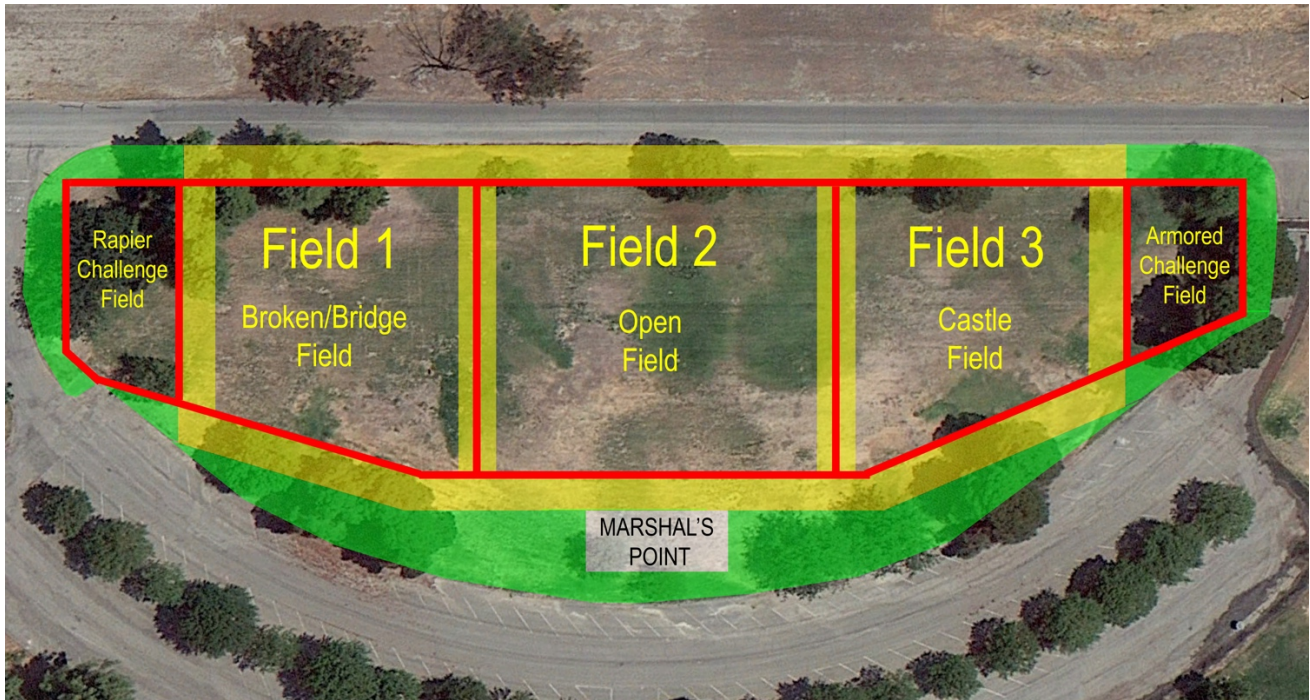 Rapier
Challenge
Field
Field 1
Broken/Bridge
Field
Field 2
Open
Field
Field 3
Castle
Field
Armored
Challenge
Field
MARSHAL'S
POINT